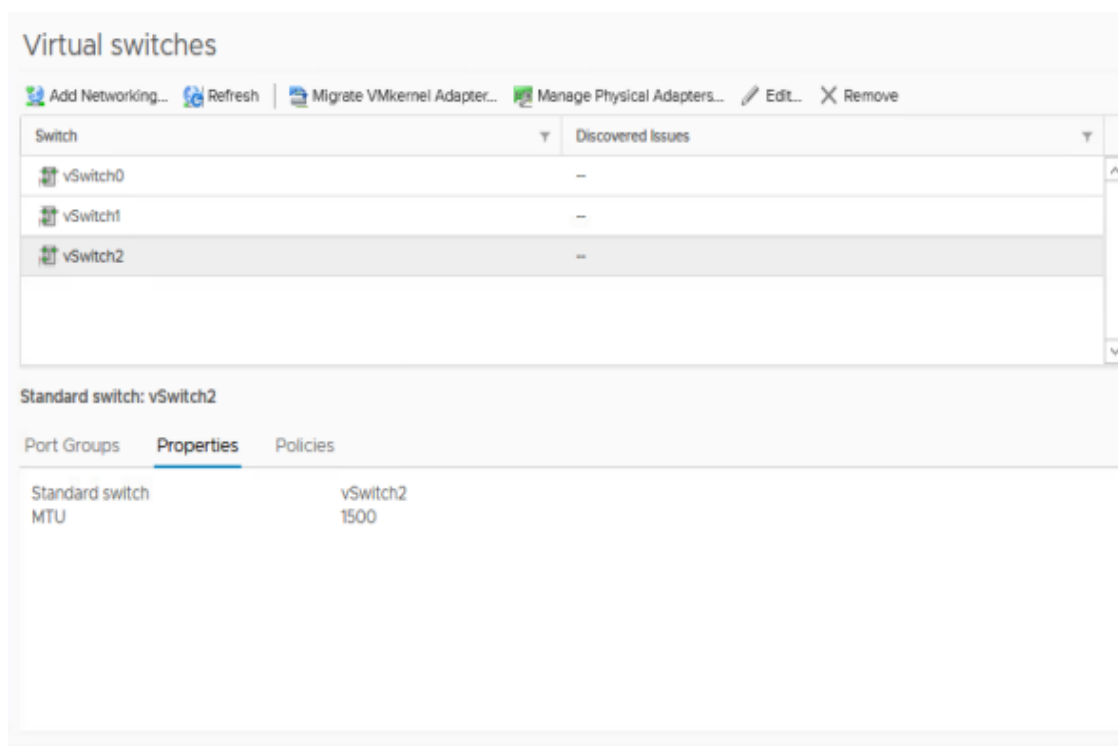 Virtual switches
Add Networking... Refresh Migrate VMkernel Adapter... Manage Physical Adapters... Edit... Remove
Switch Discovered Issues
vSwitch0 --
vSwitch1 --
vSwitch2 --
Standard switch: vSwitch2
Port Groups Properties Policies
Standard switch vSwitch2
MTU 1500